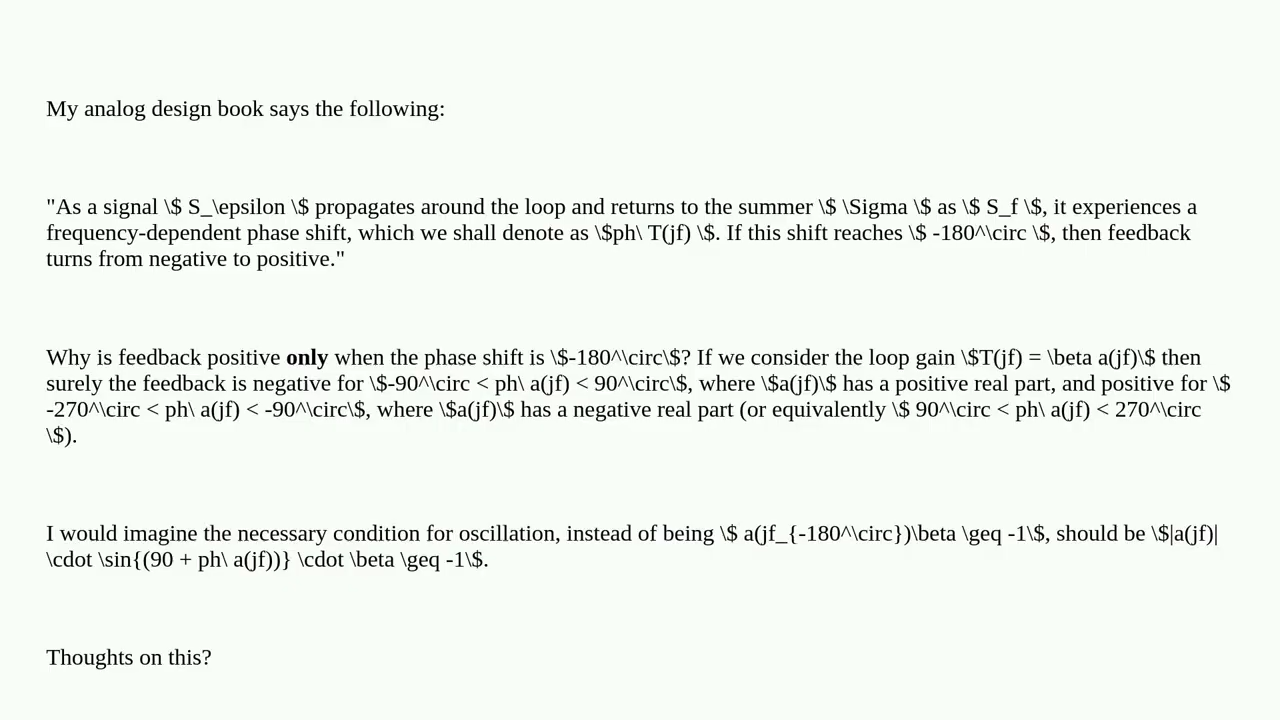 My analog design book says the following:
"As a signal \$ S_\epsilon \$ propagates around the loop and returns to the summer \$ \Sigma \$ as \$ S_f \$, it experiences a
frequency-dependent phase shift, which we shall denote as \$ph\ T(jf) \$. If this shift reaches \$ -180^\circ \$, then feedback
turns from negative to positive."
Why is feedback positive only when the phase shift is \$-180^\circ\$? If we consider the loop gain \$T(jf) = \beta a(jf)\$ then
surely the feedback is negative for \$-90^\circ < ph\ a(jf) < 90^\circ\$, where \$a(jf)\$ has a positive real part, and positive for \$
-270^\circ < ph\ a(jf) < -90^\circ\$, where \$a(jf)\$ has a negative real part (or equivalently \$ 90^\circ < ph\ a(jf) < 270^\circ
\$).
I would imagine the necessary condition for oscillation, instead of being \$ a(jf_{-180^\circ})\beta \geq -1\$, should be \$|a(jf)|
\cdot \sin{(90 + ph\ a(jf))} \cdot \beta \geq -1\$.
Thoughts on this?